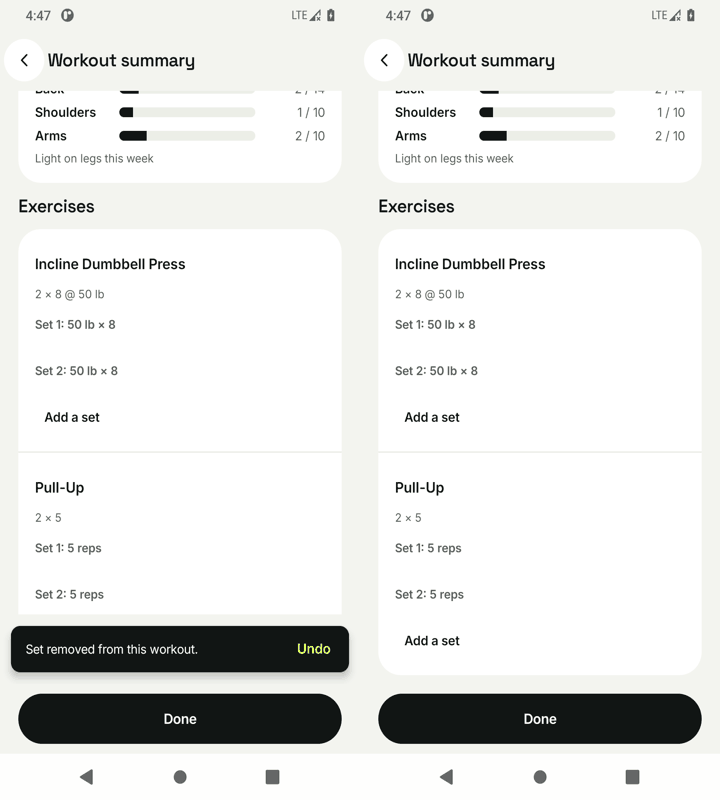 4:47
LTE
Workout summary
Shoulders
1 / 10
Arms
2 / 10
Light on legs this week
Exercises
Incline Dumbbell Press
2 × 8 @ 50 lb
Set 1: 50 lb × 8
Set 2: 50 lb × 8
Add a set
Pull-Up
2 × 5
Set 1: 5 reps
Set 2: 5 reps
Set removed from this workout.
Undo
Done
4:47
LTE
Workout summary
Shoulders
1 / 10
Arms
2 / 10
Light on legs this week
Exercises
Incline Dumbbell Press
2 × 8 @ 50 lb
Set 1: 50 lb × 8
Set 2: 50 lb × 8
Add a set
Pull-Up
2 × 5
Set 1: 5 reps
Set 2: 5 reps
Add a set
Done